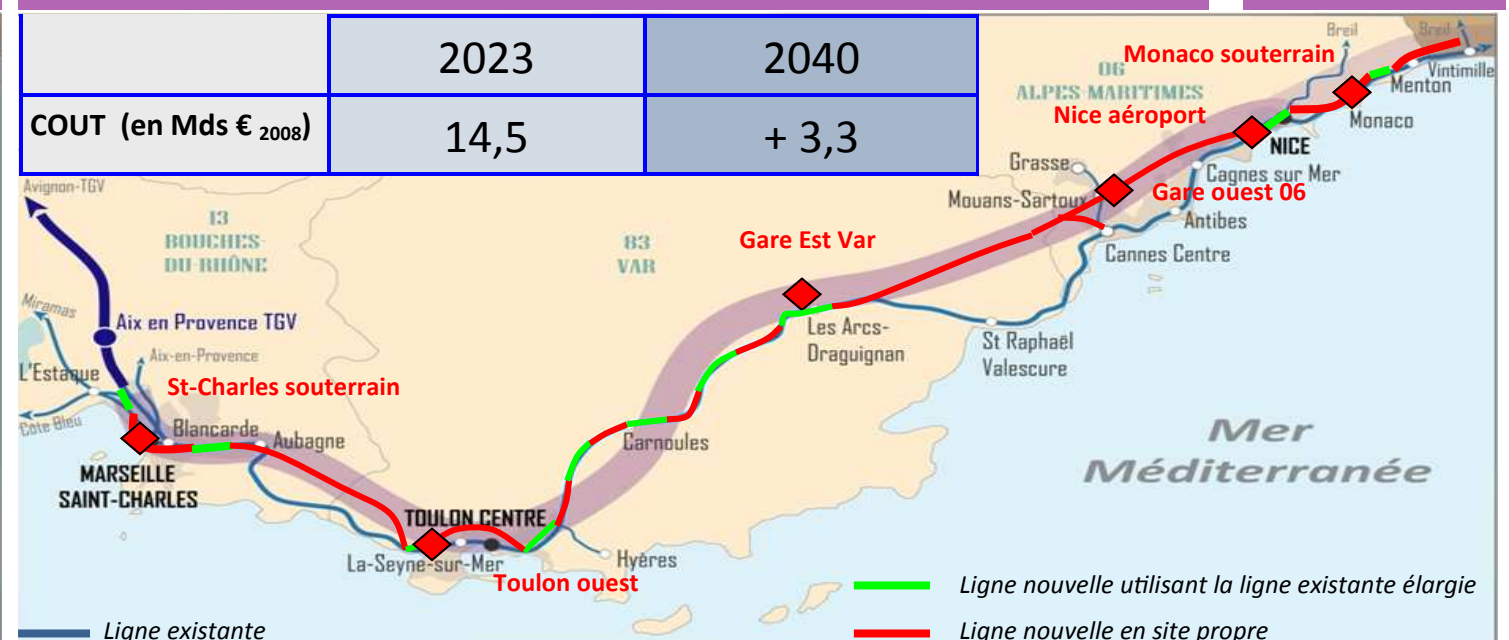 2023
2040
COUT (en Mds € 2008)
14,5
+ 3,3
Breil
Breil
Monaco souterrain
06
ALPES-MARITIMES
Vintimille
Menton
Nice aéroport
Monaco
NICE
Grasse
Cagnes sur Mer
Mouans-Sartoux
Gare ouest 06
Antibes
Cannes Centre
Avignon-TGV
13
BOUCHES-
DU-RHÔNE
83
VAR
Gare Est Var
Miramas
Aix en Provence TGV
Les Arcs-
Draguignan
St Raphaël
Valescure
Aix-en-Provence
L'Estaque
St-Charles souterrain
Côte Bleu
Blancarde
Aubagne
Carnoules
Mer
Méditerranée
MARSEILLE
SAINT-CHARLES
TOULON CENTRE
La-Seyne-sur-Mer
Hyères
Toulon ouest
Ligne nouvelle utilisant la ligne existante élargie
Ligne existante
Ligne nouvelle en site propre